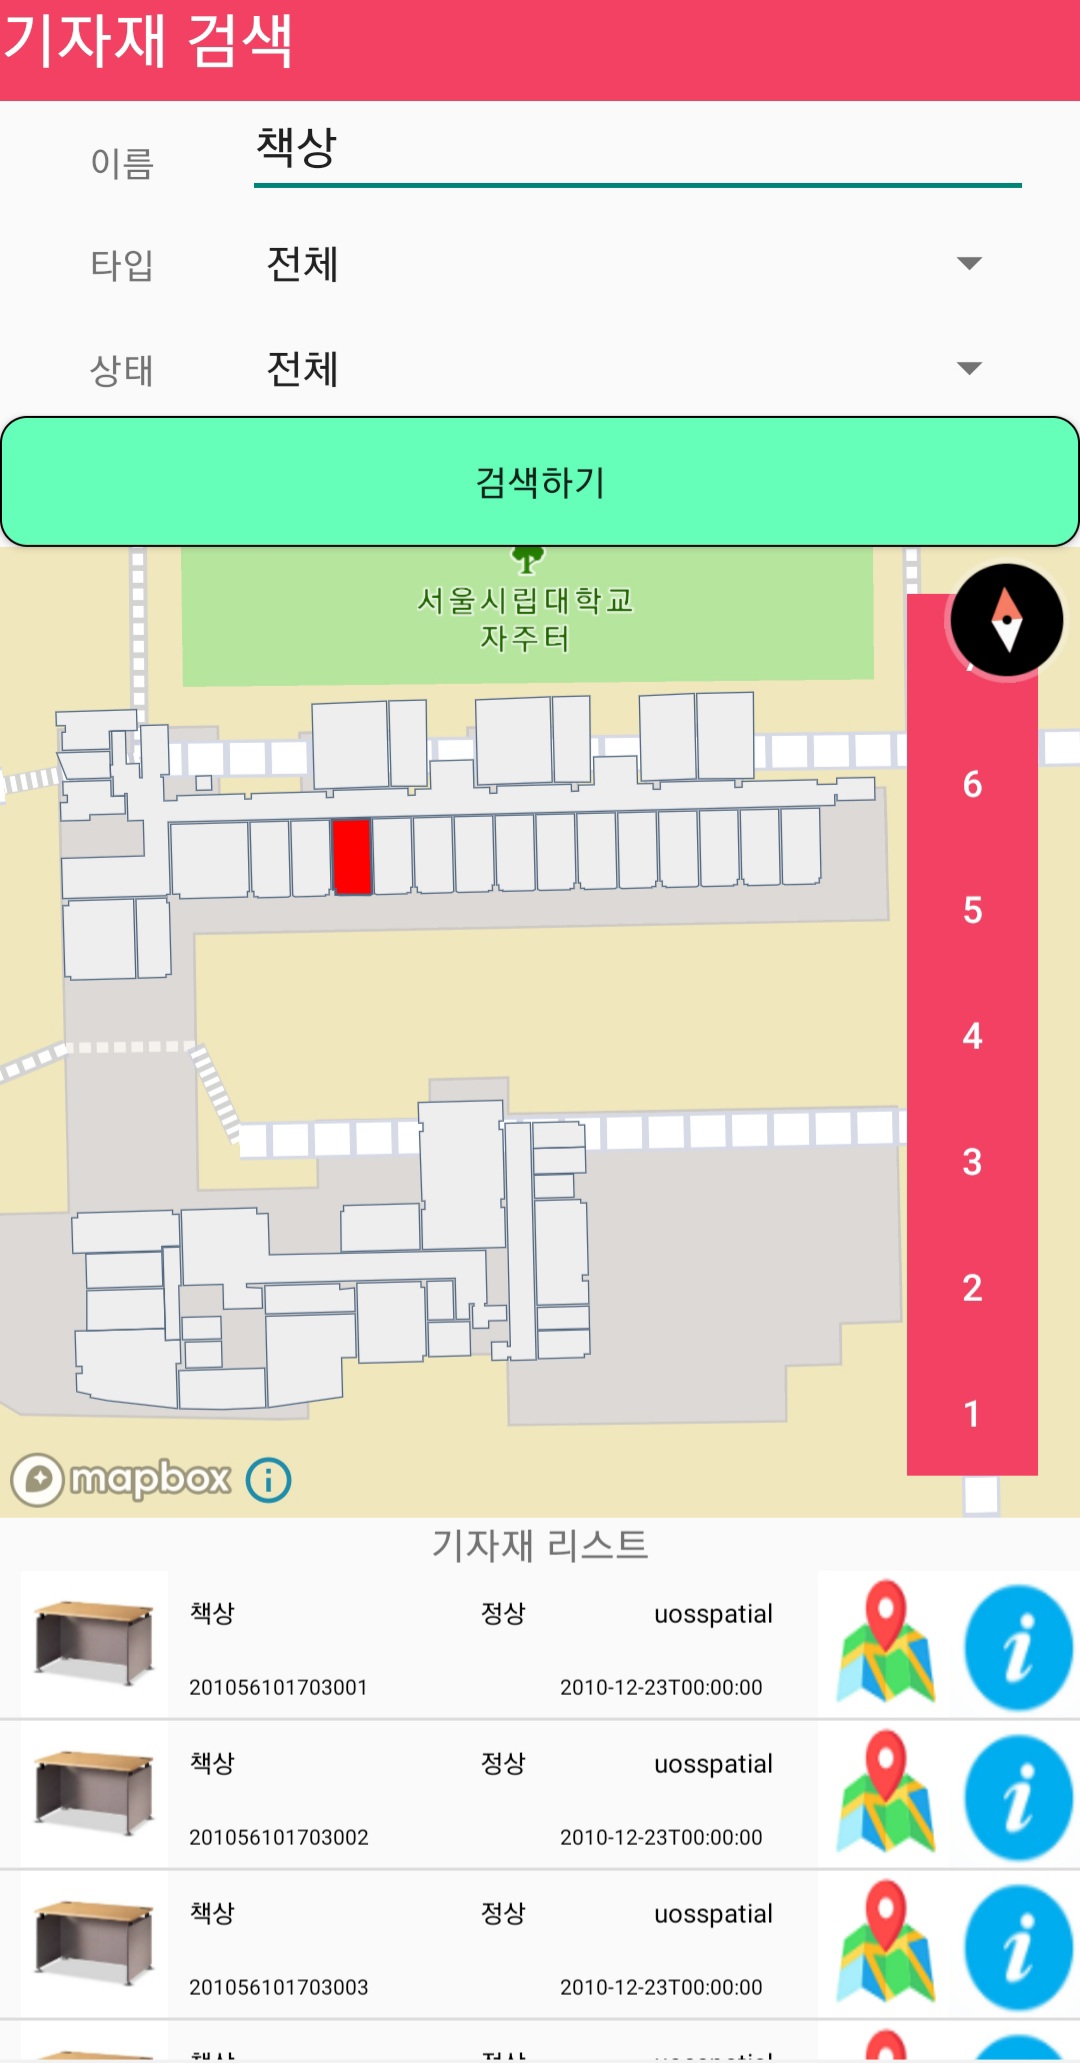 기자재 검색
이름 책상
타입 전체
상태 전체
검색하기
서울시립대학교
자주터
6
5
4
3
2
1
mapbox
기자재 리스트
책상 정상 uosspatial
201056101703001 2010-12-23T00:00:00
책상 정상 uosspatial
201056101703002 2010-12-23T00:00:00
책상 정상 uosspatial
201056101703003 2010-12-23T00:00:00